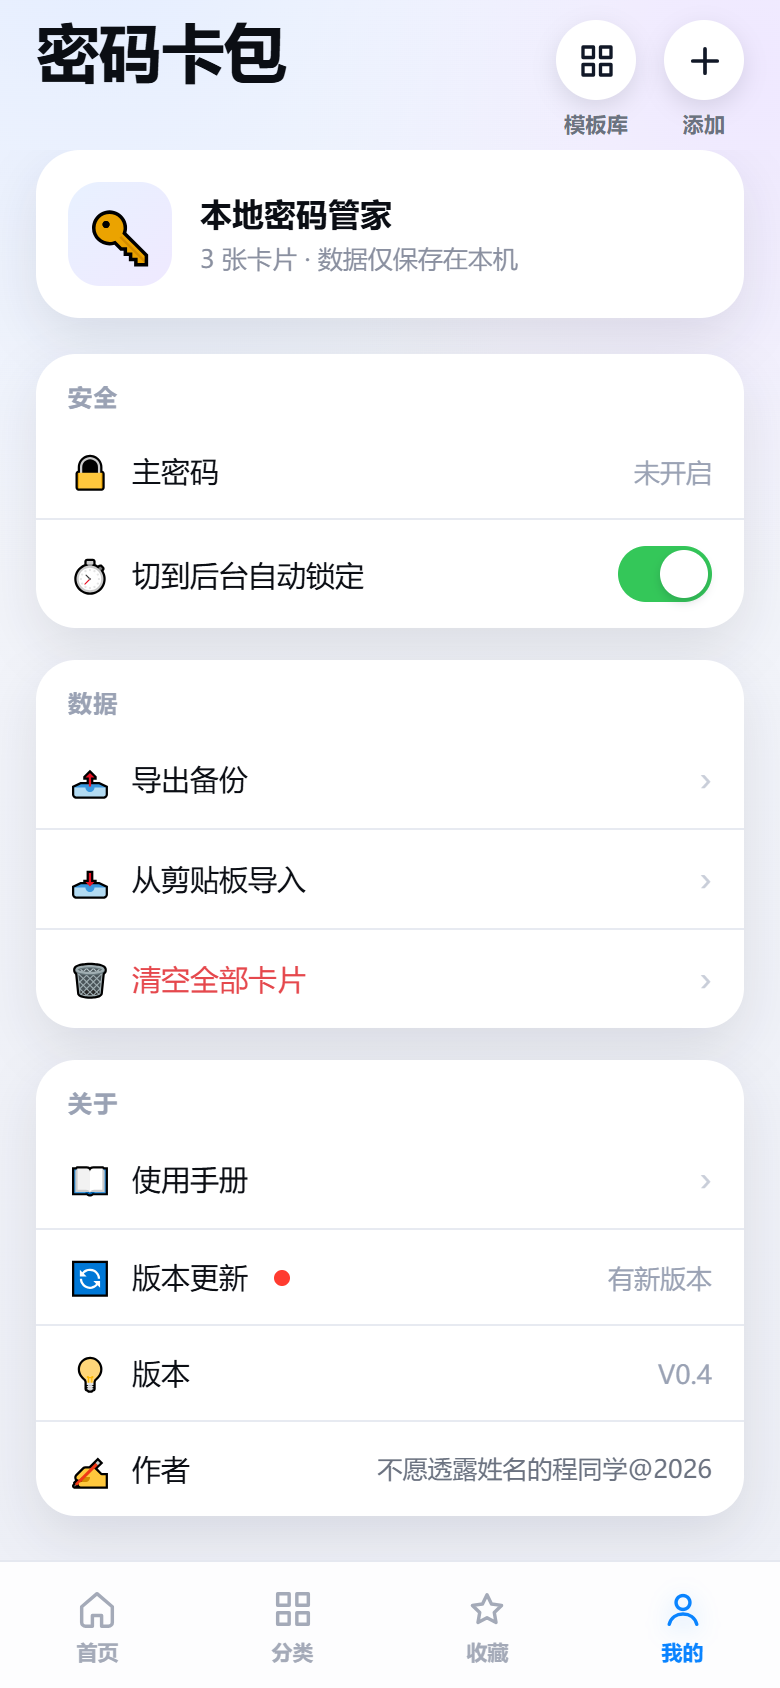 密码卡包
模板库
添加
本地密码管家
3 张卡片 · 数据仅保存在本机
安全
主密码
未开启
切到后台自动锁定
数据
导出备份
从剪贴板导入
清空全部卡片
关于
使用手册
版本更新
有新版本
版本
V0.4
作者
不愿透露姓名的程同学@2026
首页
分类
收藏
我的